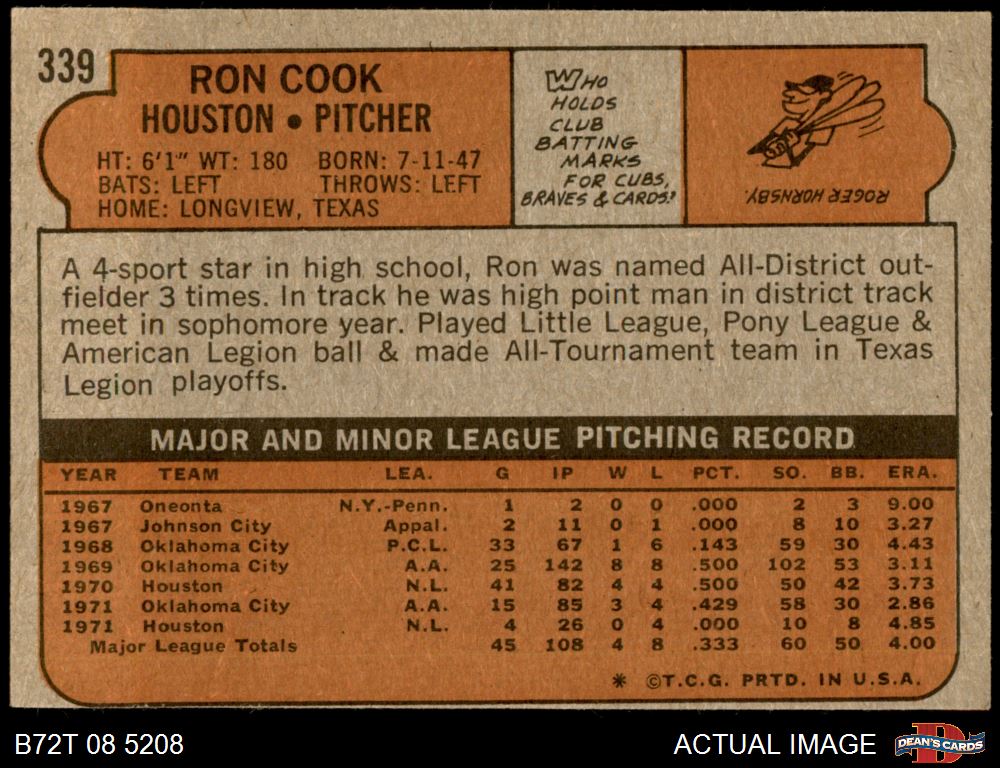 339
RON COOK
HOUSTON • PITCHER
HT: 6'1" WT: 180 BORN: 7-11-47
BATS: LEFT THROWS: LEFT
HOME: LONGVIEW, TEXAS
WHO
HOLDS
CLUB
BATTING
MARKS
FOR CUBS,
BRAVES & CARDS?
ROGER HORNSBY.
A 4-sport star in high school, Ron was named All-District out-
fielder 3 times. In track he was high point man in district track
meet in sophomore year. Played Little League, Pony League &
American Legion ball & made All-Tournament team in Texas
Legion playoffs.
MAJOR AND MINOR LEAGUE PITCHING RECORD
YEAR TEAM LEA. G IP W L PCT. SO. BB. ERA.
1967 Oneonta N.Y.-Penn. 1 2 0 0 .000 2 3 9.00
1967 Johnson City Appal. 2 11 0 1 .000 8 10 3.27
1968 Oklahoma City P.C.L. 33 67 1 6 .143 59 30 4.43
1969 Oklahoma City A.A. 25 142 8 8 .500 102 53 3.11
1970 Houston N.L. 41 82 4 4 .500 50 42 3.73
1971 Oklahoma City A.A. 15 85 3 4 .429 58 30 2.86
1971 Houston N.L. 4 26 0 4 .000 10 8 4.85
Major League Totals 45 108 4 8 .333 60 50 4.00
* ©T.C.G. PRTD. IN U.S.A.
B72T 08 5208
ACTUAL IMAGE
D
DEAN'S CARDS